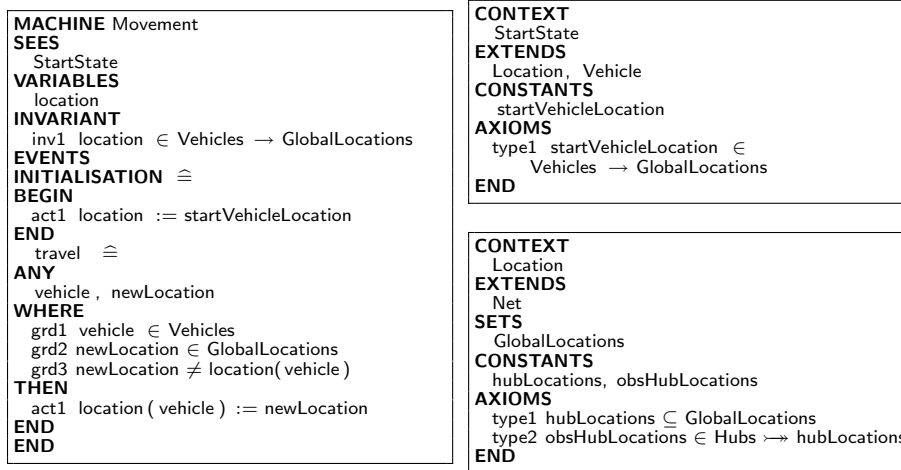 MACHINE Movement
SEES
StartState
VARIABLES
location
INVARIANT
inv1 location ∈ Vehicles → GlobalLocations
EVENTS
INITIALISATION ≙
BEGIN
act1 location := startVehicleLocation
END
travel ≙
ANY
vehicle , newLocation
WHERE
grd1 vehicle ∈ Vehicles
grd2 newLocation ∈ GlobalLocations
grd3 newLocation ≠ location( vehicle )
THEN
act1 location ( vehicle ) := newLocation
END
END
CONTEXT
StartState
EXTENDS
Location, Vehicle
CONSTANTS
startVehicleLocation
AXIOMS
type1 startVehicleLocation ∈
Vehicles → GlobalLocations
END
CONTEXT
Location
EXTENDS
Net
SETS
GlobalLocations
CONSTANTS
hubLocations, obsHubLocations
AXIOMS
type1 hubLocations ⊆ GlobalLocations
type2 obsHubLocations ∈ Hubs ⤖ hubLocations
END